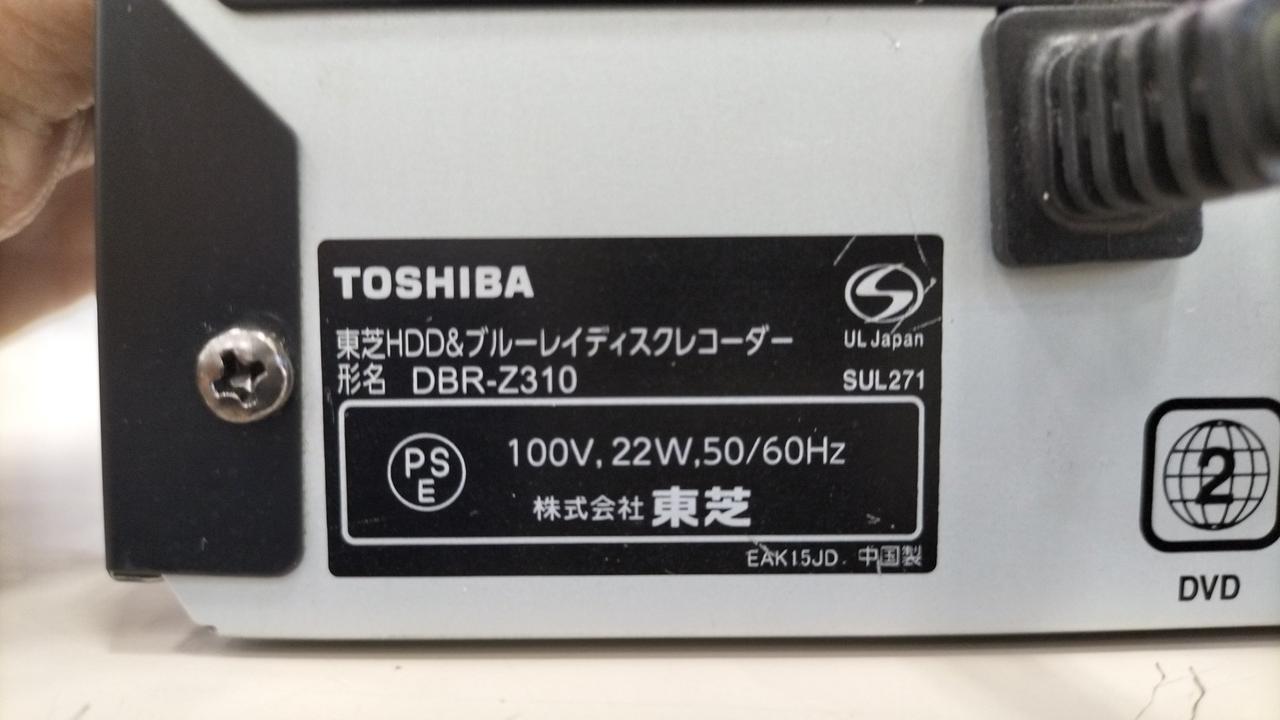 TOSHIBA
東芝HDD&ブルーレイディスクレコーダー
形名 DBR-Z310
UL Japan
SUL271
PS
E
100V, 22W,50/60Hz
株式会社 東芝
EAK15JD 中国製
2
DVD